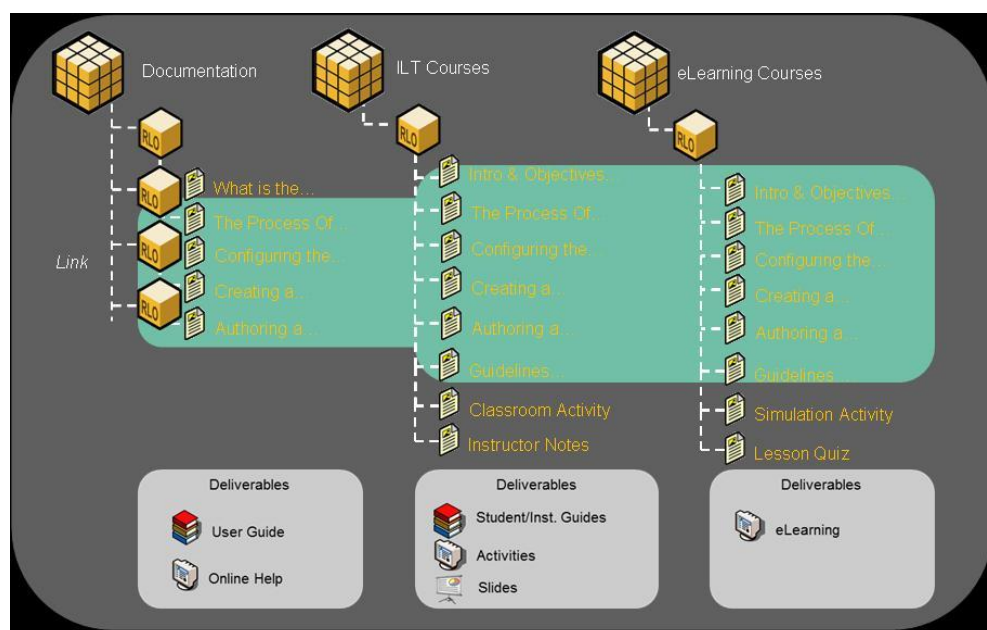 Documentation
ILT Courses
eLearning Courses
RLO
RLO
RLO
RLO
Link
What is the...
The Process Of...
Configuring the...
Creating a...
Authoring a...
RLO
Intro & Objectives...
The Process Of...
Configuring the...
Creating a...
Authoring a...
Guidelines...
Classroom Activity
Instructor Notes
RLO
Intro & Objectives...
The Process Of...
Configuring the...
Creating a...
Authoring a...
Guidelines...
Simulation Activity
Lesson Quiz
Deliverables
User Guide
Online Help
Deliverables
Student/Inst. Guides
Activities
Slides
Deliverables
eLearning